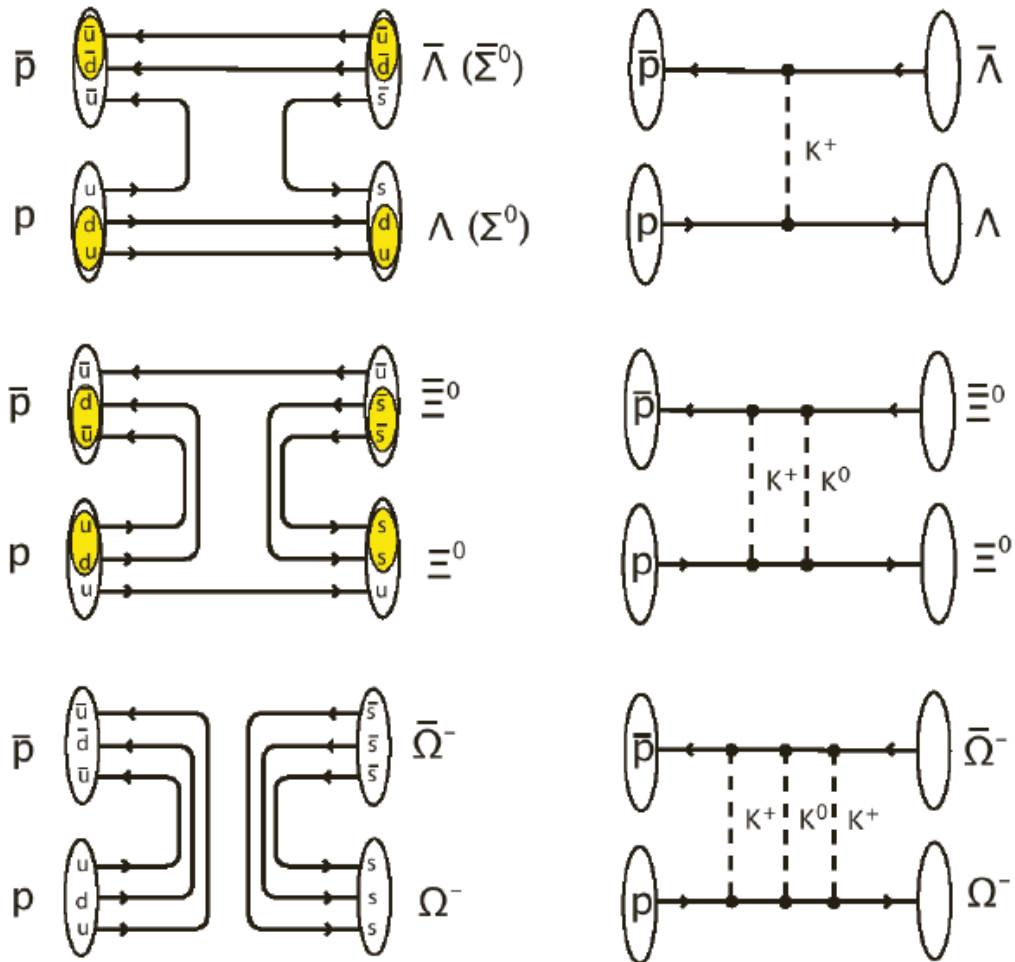 ū ū
p̄ d̄ d̄ Λ̄ (Σ̄⁰) p̄ Λ̄
ū s̄
K⁺
u s
p d d Λ (Σ⁰) p Λ
u u
ū ū
p̄ d̄ s̄ Ξ̄⁰ p̄ Ξ̄⁰
ū s̄
K⁺ K⁰
u s
p d s Ξ⁰ p Ξ⁰
u u
ū s̄
p̄ d̄ s̄ Ω̄⁻ p̄ Ω̄⁻
ū s̄
K⁺ K⁰ K⁺
u s
p d s Ω⁻ p Ω⁻
u s